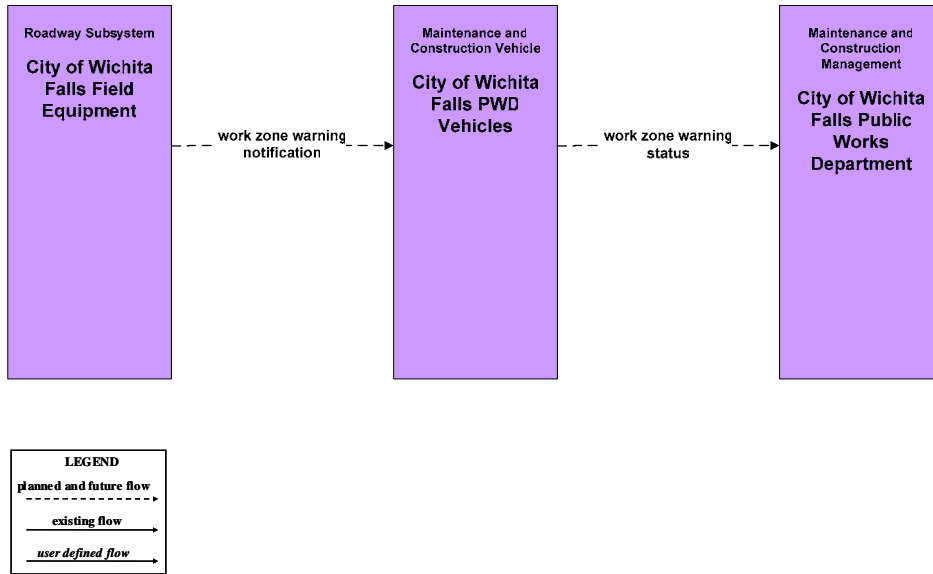 Roadway Subsystem
City of Wichita
Falls Field
Equipment
work zone warning
notification
Maintenance and
Construction Vehicle
City of Wichita
Falls PWD
Vehicles
work zone warning
status
Maintenance and
Construction
Management
City of Wichita
Falls Public
Works
Department
LEGEND
planned and future flow
existing flow
user defined flow